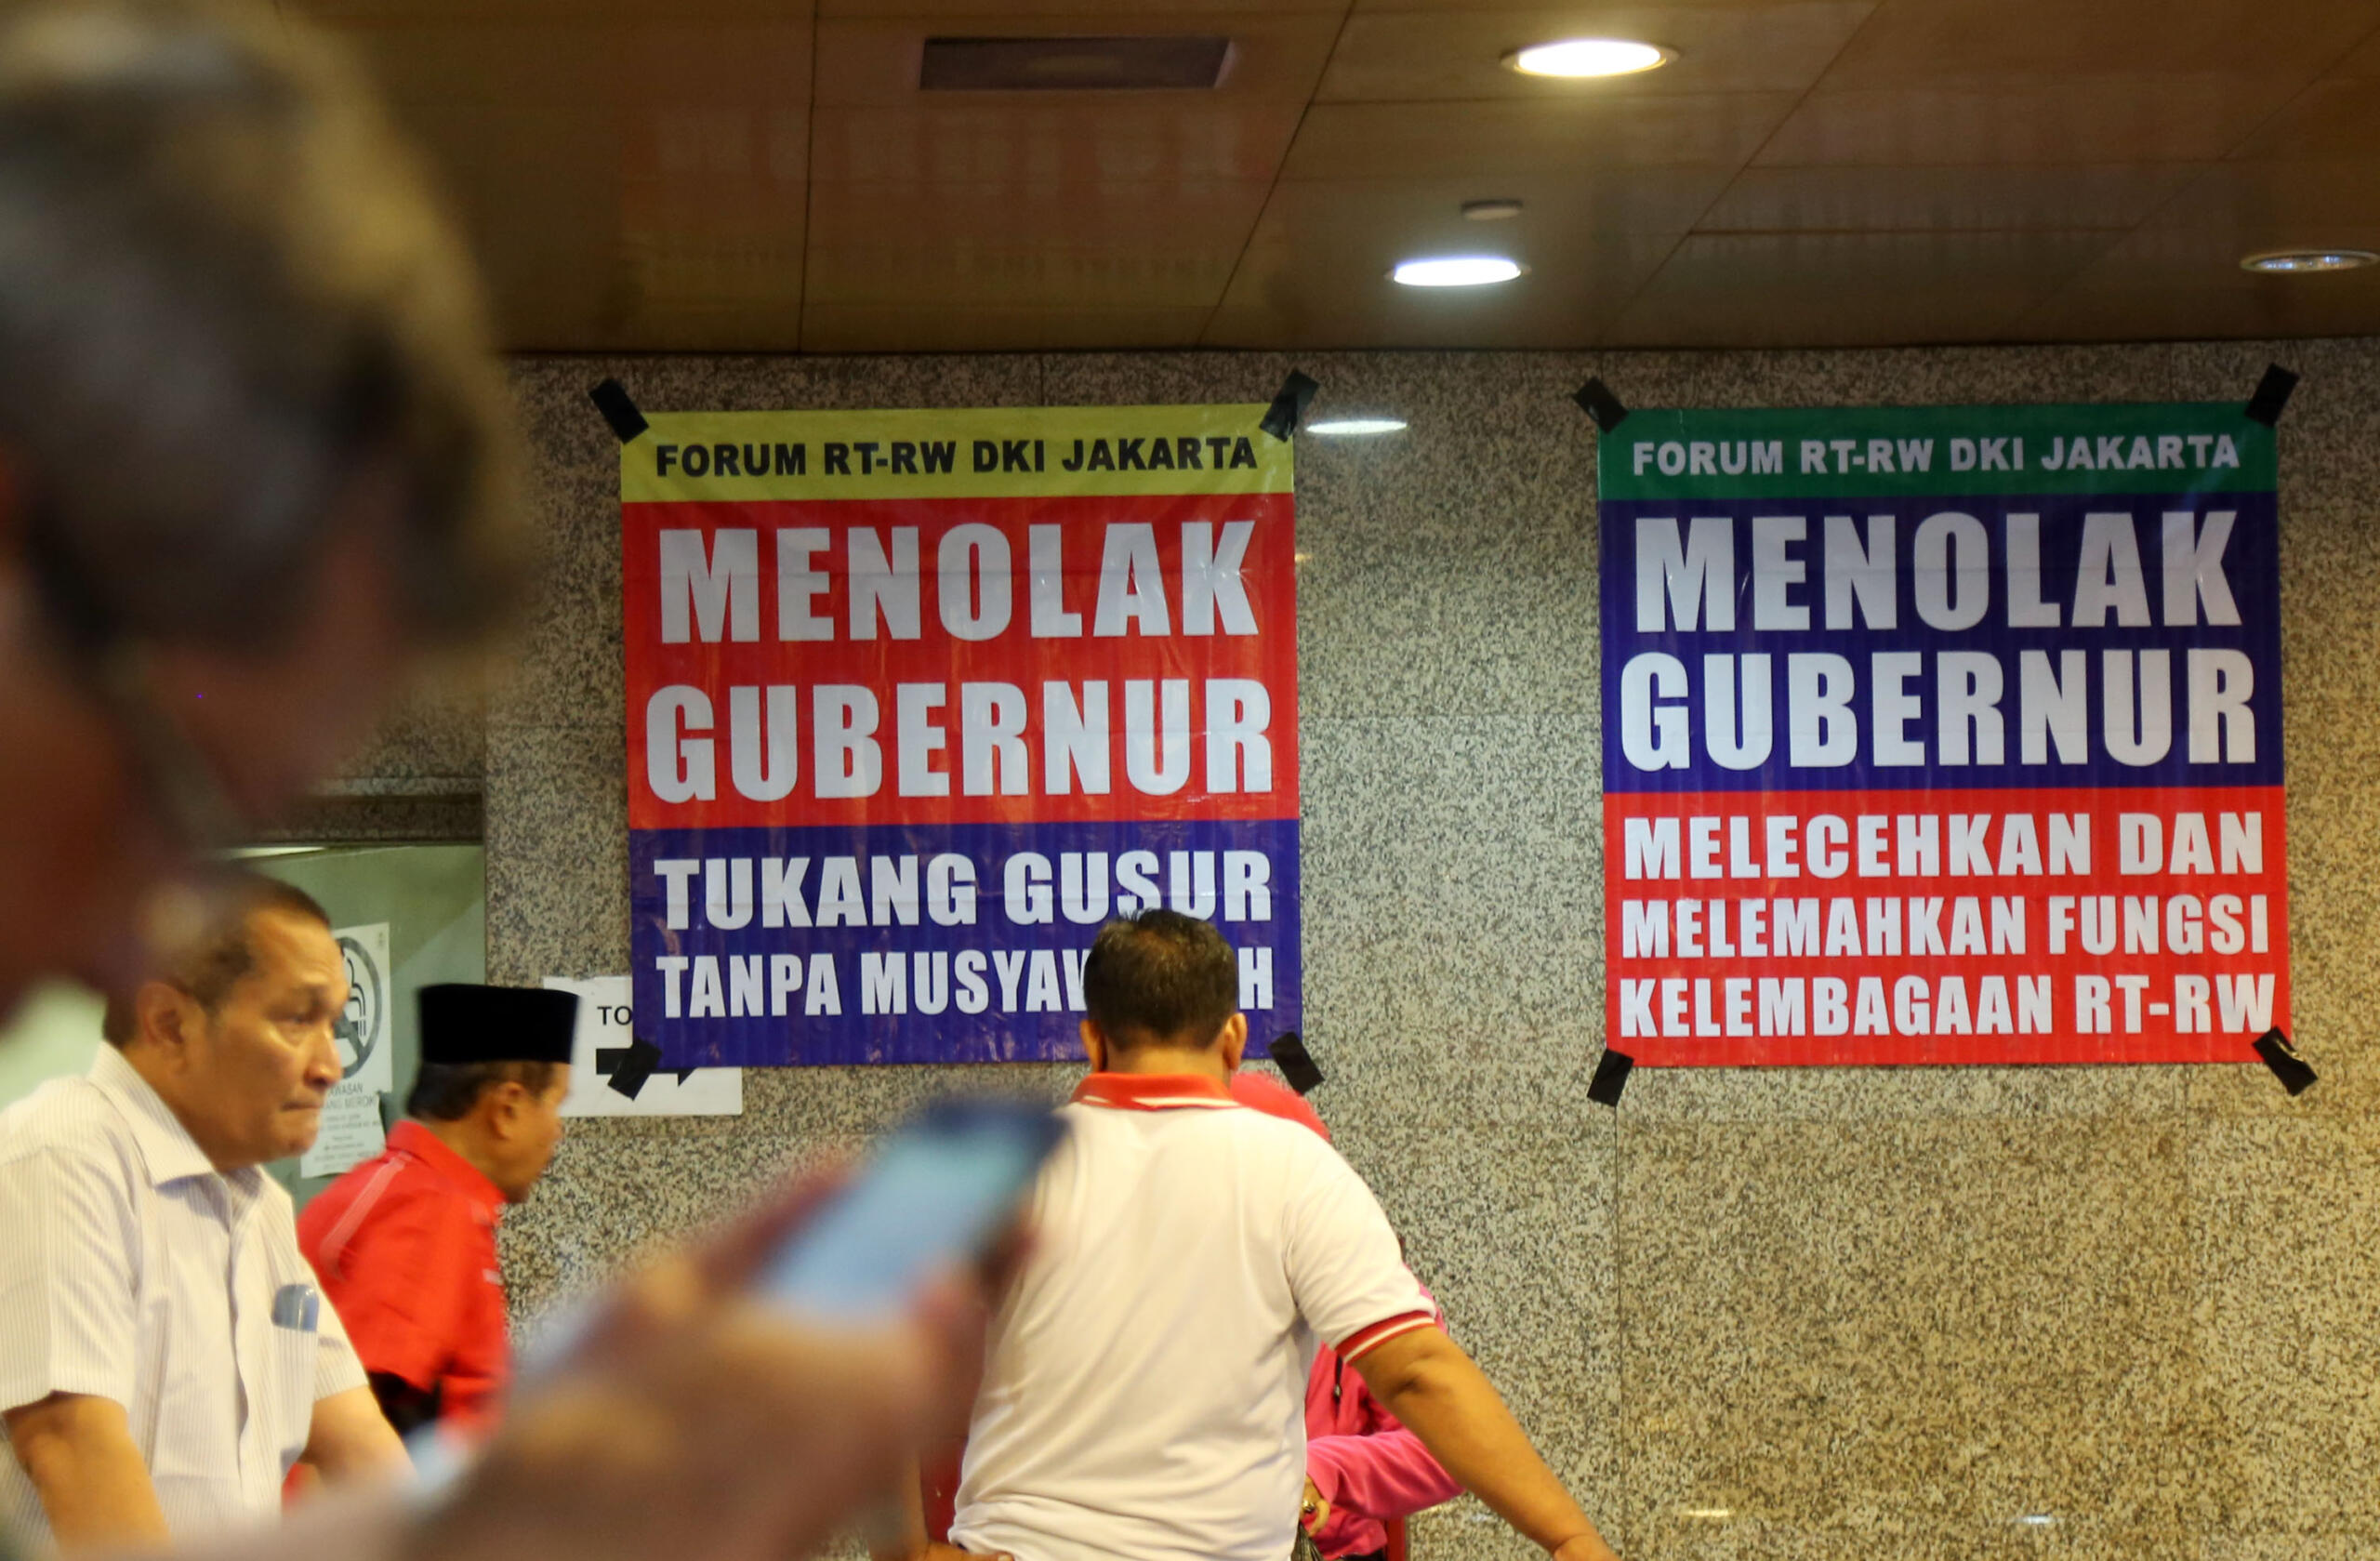 FORUM RT-RW DKI JAKARTA
MENOLAK
GUBERNUR
TUKANG GUSUR
TANPA
FORUM RT-RW DKI JAKARTA
MENOLAK
GUBERNUR
MELECEHKAN DAN
MELEMAHKAN FUNGSI
KELEMBAGAAN RT-RW
TO